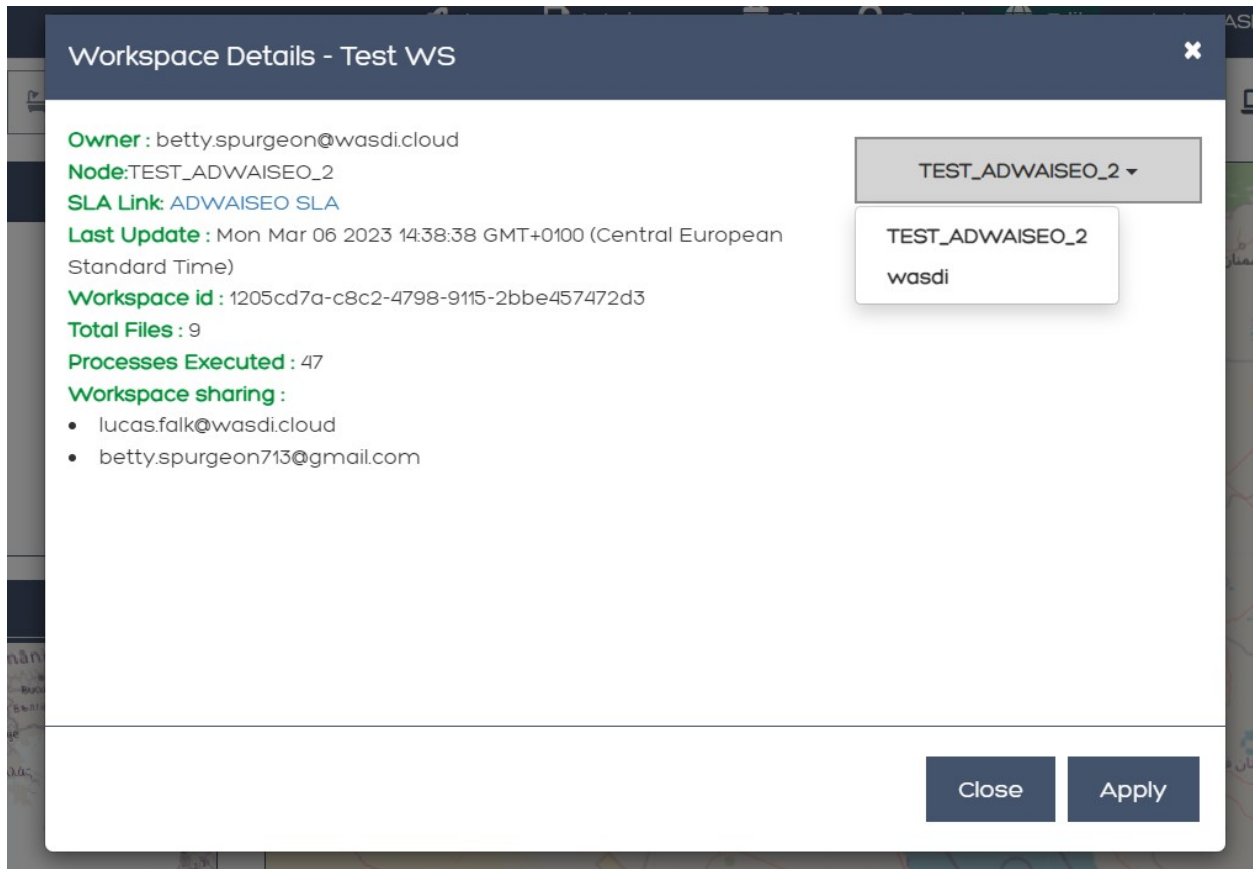 Workspace Details - Test WS
Owner : betty.spurgeon@wasdi.cloud
Node:TEST_ADWAISEO_2
SLA Link: ADWAISEO SLA
Last Update : Mon Mar 06 2023 14:38:38 GMT+0100 (Central European
Standard Time)
Workspace id : 1205cd7a-c8c2-4798-9115-2bbe457472d3
Total Files : 9
Processes Executed : 47
Workspace sharing :
• lucas.falk@wasdi.cloud
• betty.spurgeon713@gmail.com
TEST_ADWAISEO_2
TEST_ADWAISEO_2
wasdi
Close
Apply